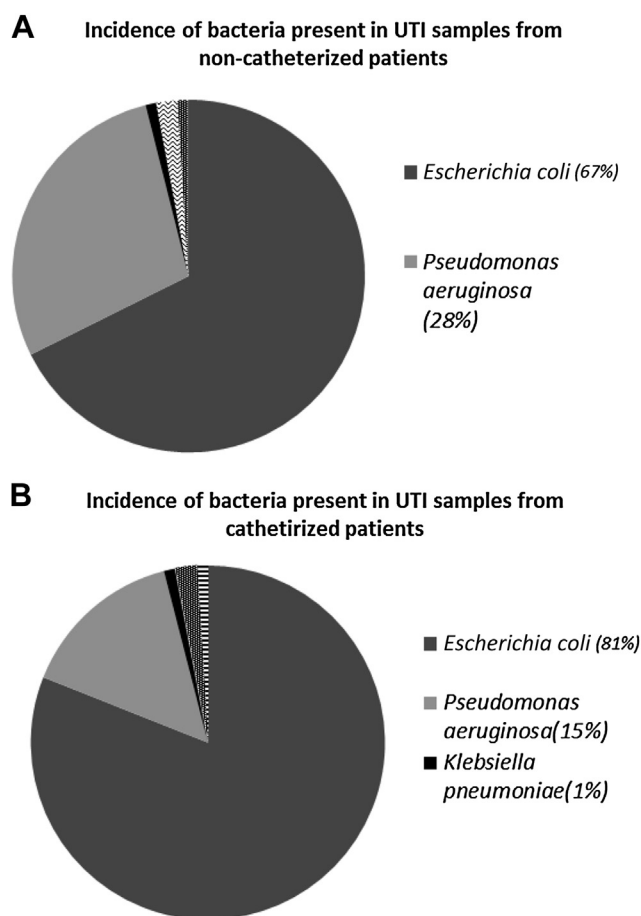 A
Incidence of bacteria present in UTI samples from
non-catheterized patients
Escherichia coli (67%)
Pseudomonas
aeruginosa
(28%)
B
Incidence of bacteria present in UTI samples from
cathetirized patients
Escherichia coli (81%)
Pseudomonas
aeruginosa(15%)
Klebsiella
pneumoniae(1%)